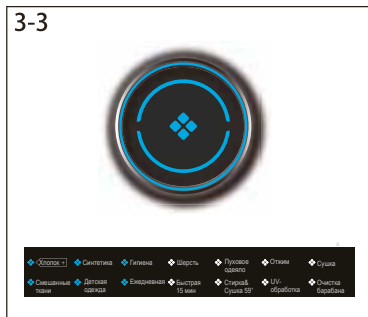 3-3
Хлопок + Синтетика Гигиена Шерсть Пуховое одеяло Отжим Сушка
Смешанные ткани Детская одежда Ежедневная Быстрая 15 мин Стирка& Сушка 59' UV-обработка Очистка барабана